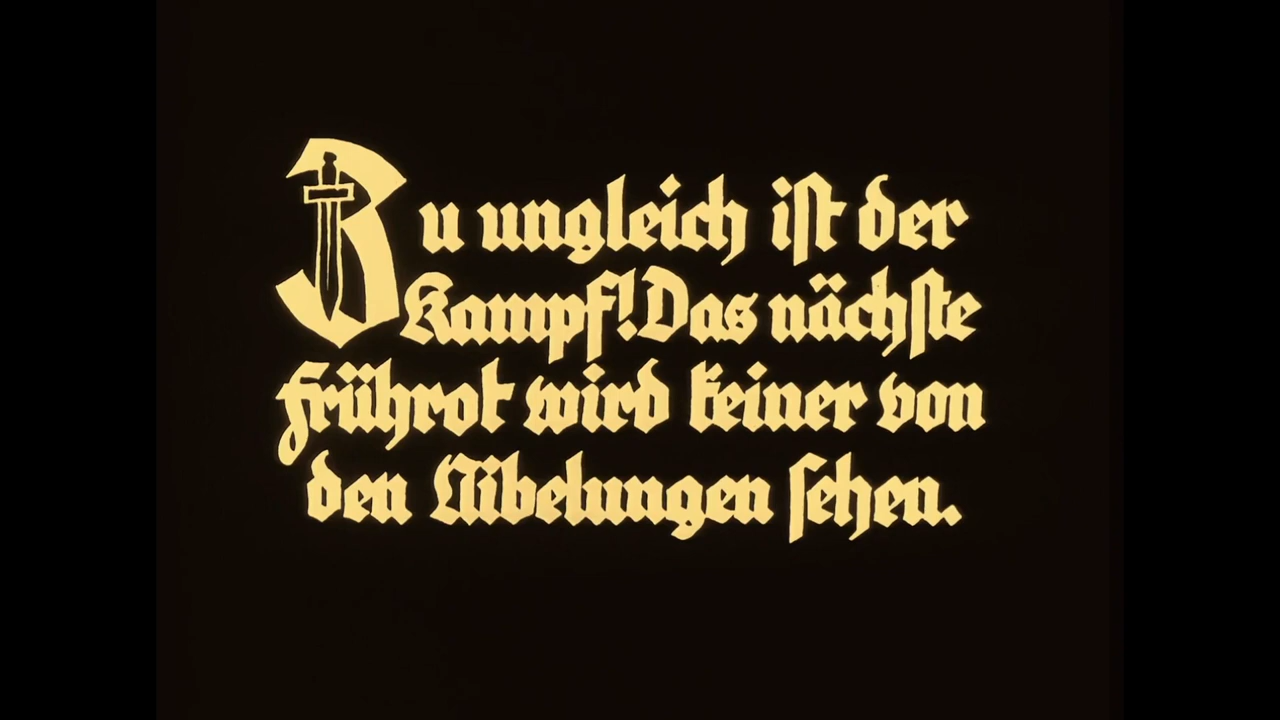 Zu ungleich ist der
Kampf! Das nächste
Frührot wird keiner von
den Nibelungen sehen.